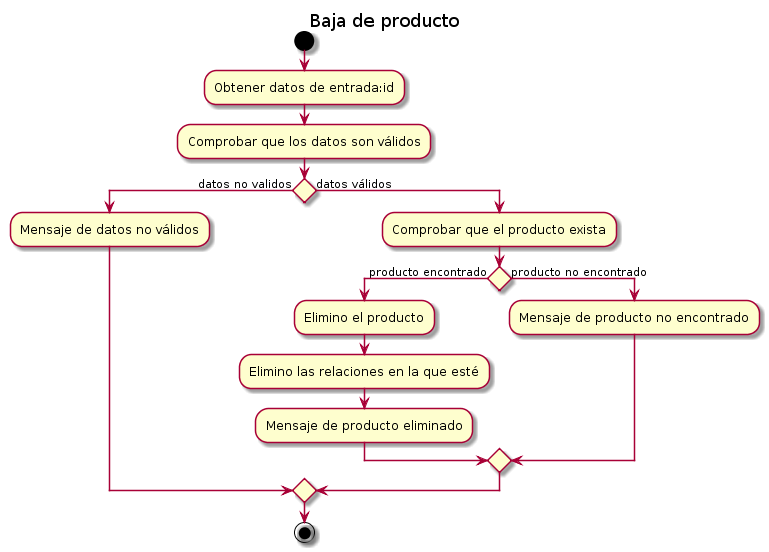 Baja de producto
Obtener datos de entrada:id
Comprobar que los datos son válidos
datos no validos
datos válidos
Mensaje de datos no válidos
Comprobar que el producto exista
producto encontrado
producto no encontrado
Elimino el producto
Mensaje de producto no encontrado
Elimino las relaciones en la que esté
Mensaje de producto eliminado